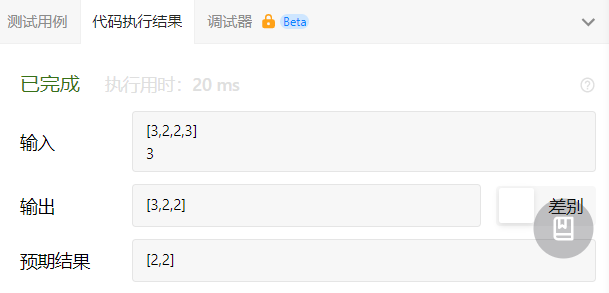 测试用例 代码执行结果 调试器 Beta
已完成 执行用时：20 ms
输入 [3,2,2,3]
3
输出 [3,2,2] 差别
预期结果 [2,2]